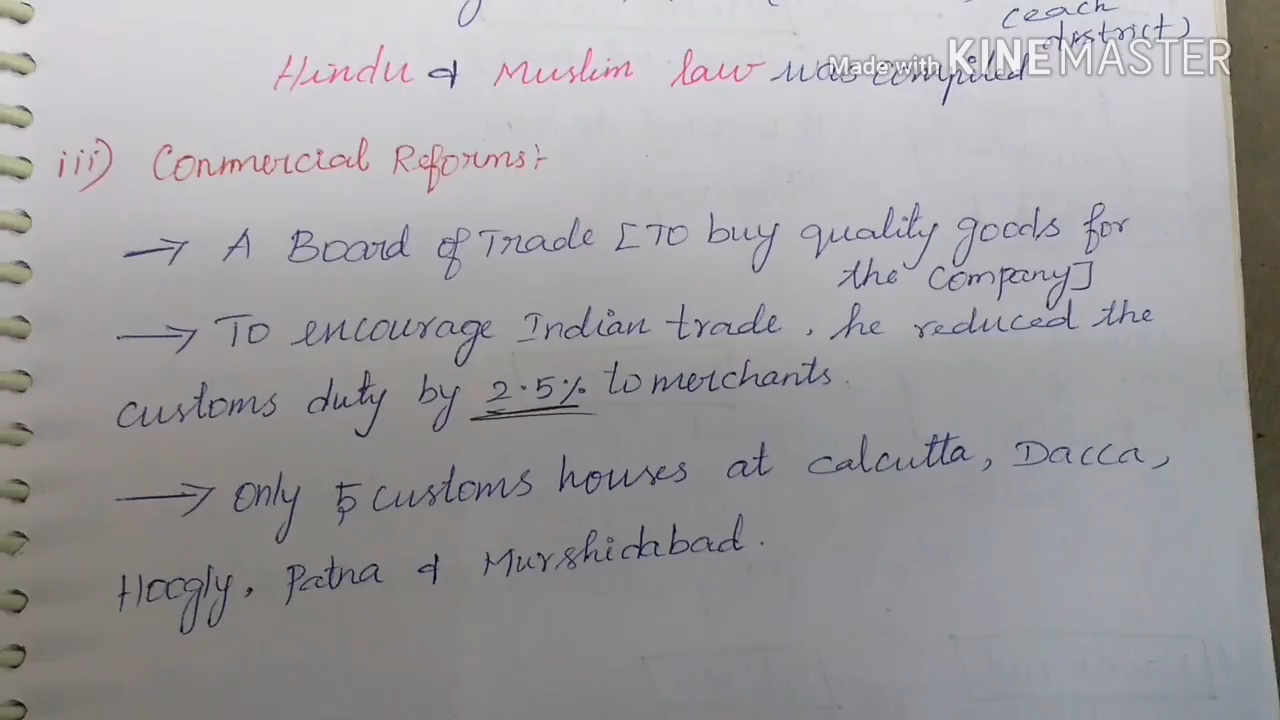 (each
district)
Made with KINEMASTER
Hindu & Muslim law was compiled
iii) Conmercial Reforms:-
→ A Board of Trade [To buy quality goods for
the company]
→ To encourage Indian trade, he reduced the
customs duty by 2.5% to merchants.
→ Only 5 customs houses at calcutta, Dacca,
Hoogly, Patna & Murshidabad.